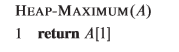 HEAP-MAXIMUM(A)
1 return A[1]